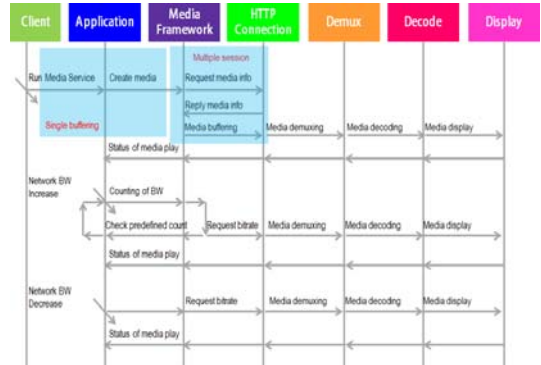 Client
Application
Media
Framework
HTTP
Connection
Demux
Decode
Display
Multiple session
Run Media Service
Create media
Request media info
Reply media info
Single buffering
Media buffering
Media demuxing
Media decoding
Media display
Status of media play
Network BW
Increase
Counting of BW
Check predefined count
Request bitrate
Media demuxing
Media decoding
Media display
Status of media play
Network BW
Decrease
Request bitrate
Media demuxing
Media decoding
Media display
Status of media play